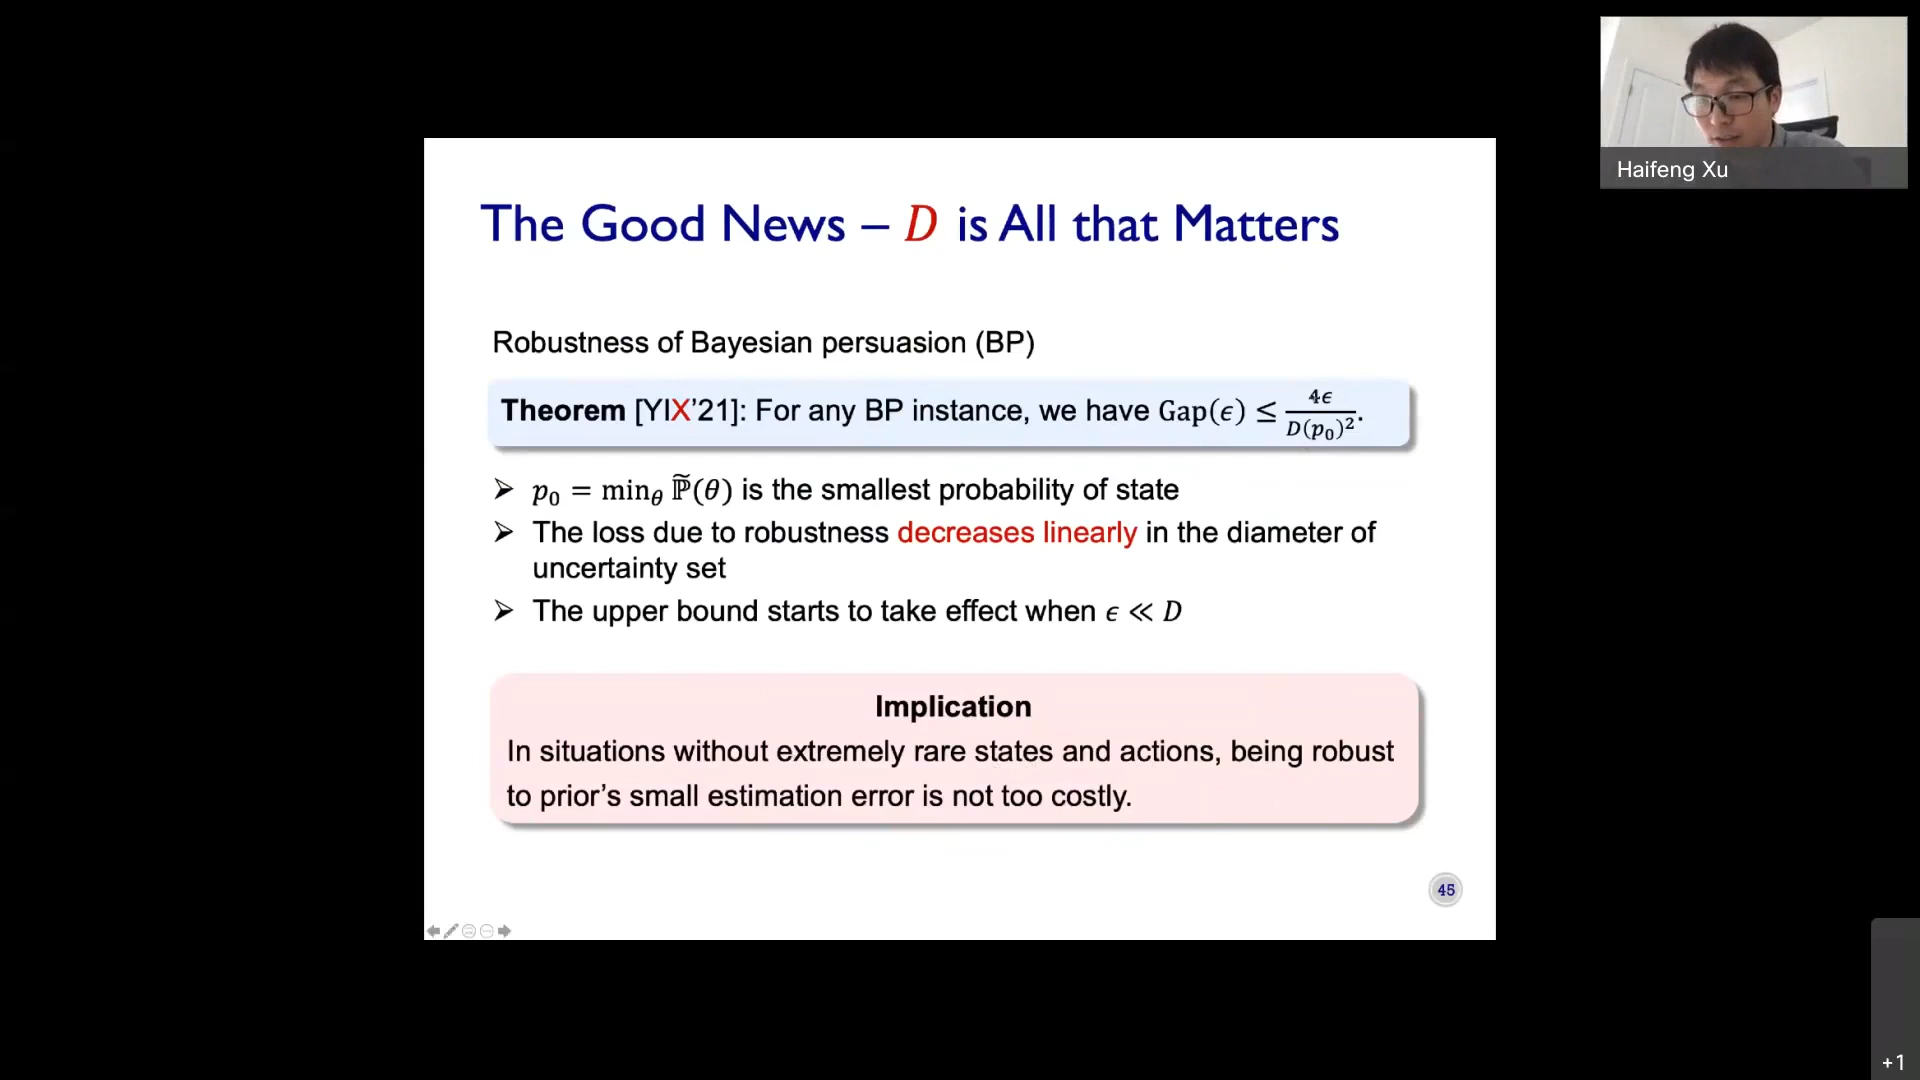 Haifeng Xu
The Good News – D is All that Matters
Robustness of Bayesian persuasion (BP)
Theorem [YIX’21]: For any BP instance, we have Gap(ϵ) ≤ 4ϵ / D(p₀)².
➢ p₀ = min_θ ℙ̃(θ) is the smallest probability of state
➢ The loss due to robustness decreases linearly in the diameter of
uncertainty set
➢ The upper bound starts to take effect when ϵ ≪ D
Implication
In situations without extremely rare states and actions, being robust
to prior’s small estimation error is not too costly.
45
+1